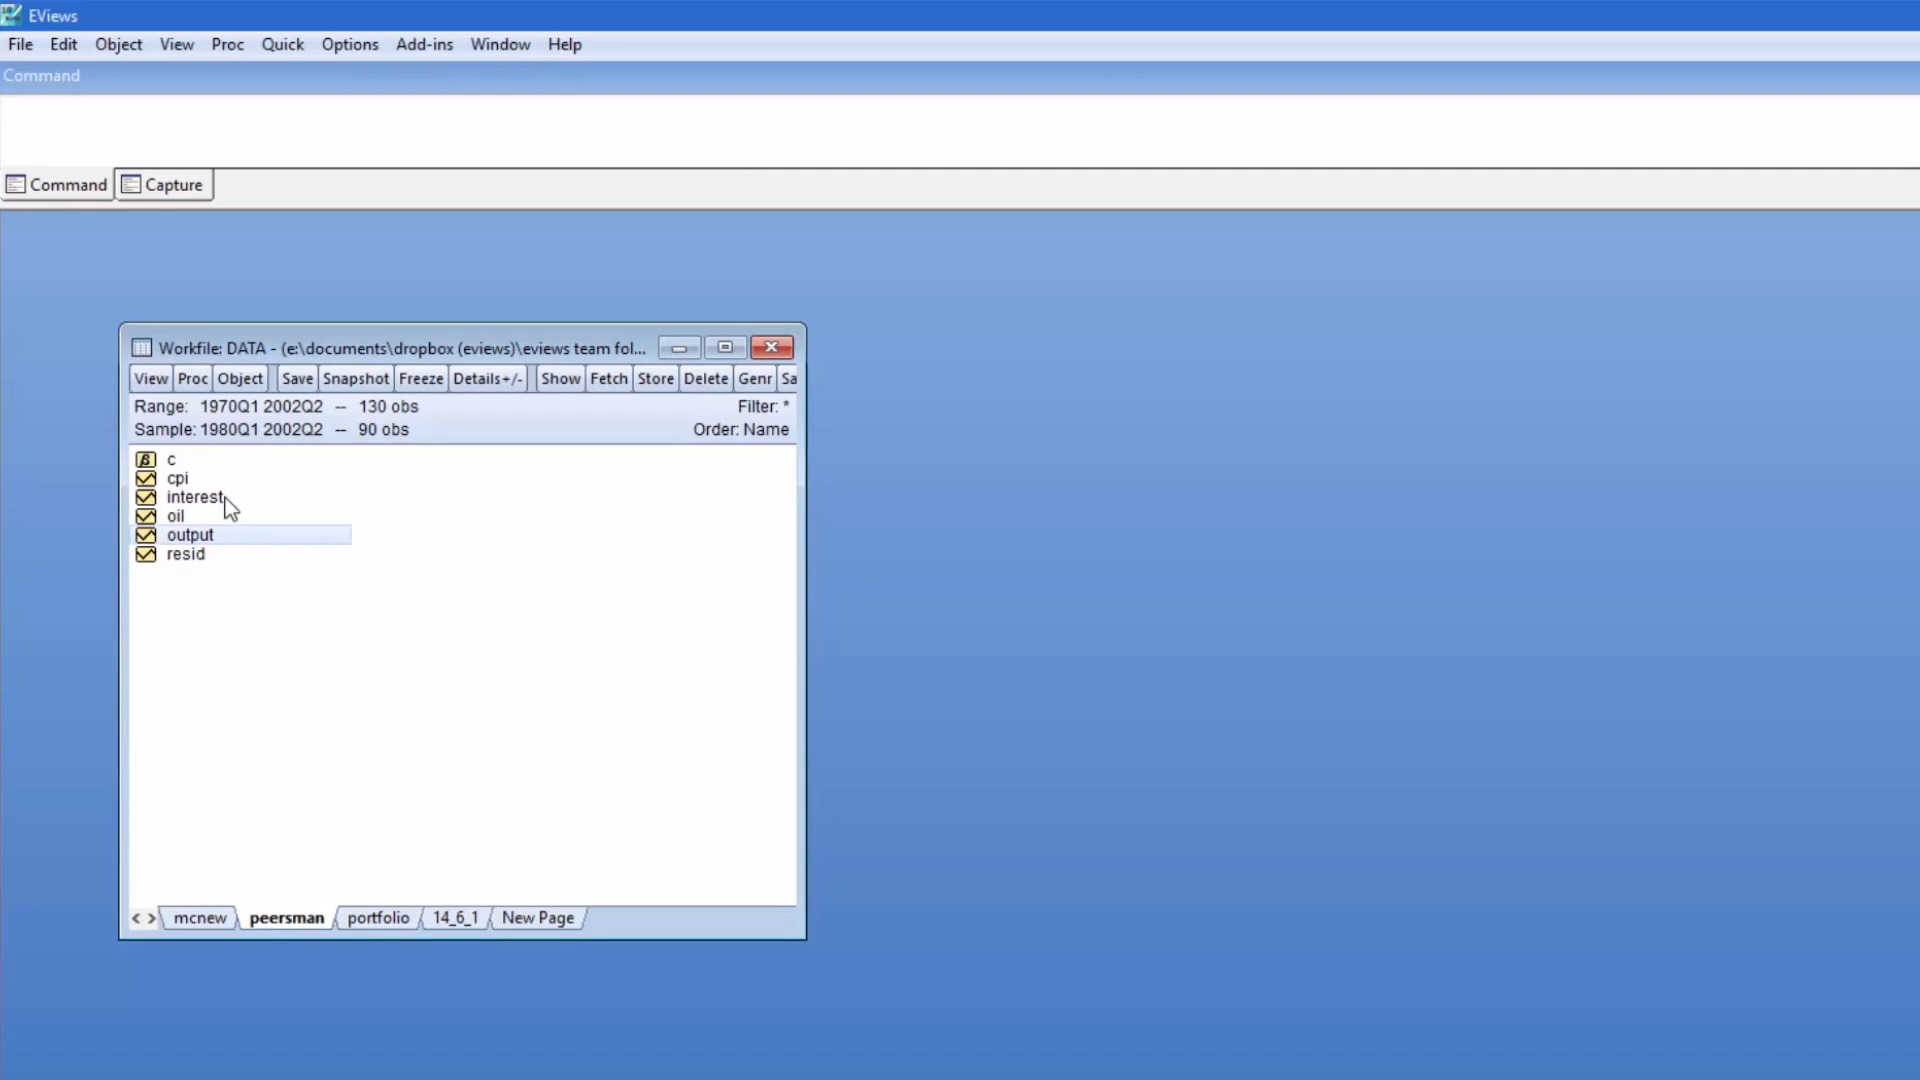 EViews
File Edit Object View Proc Quick Options Add-ins Window Help
Command
Command Capture
Workfile: DATA - (e:\documents\dropbox (eviews)\eviews team fol...
View Proc Object Save Snapshot Freeze Details+/- Show Fetch Store Delete Genr Sa
Range: 1970Q1 2002Q2 -- 130 obs Filter: *
Sample: 1980Q1 2002Q2 -- 90 obs Order: Name
β c
cpi
interest
oil
output
resid
< > mcnew peersman portfolio 14_6_1 New Page